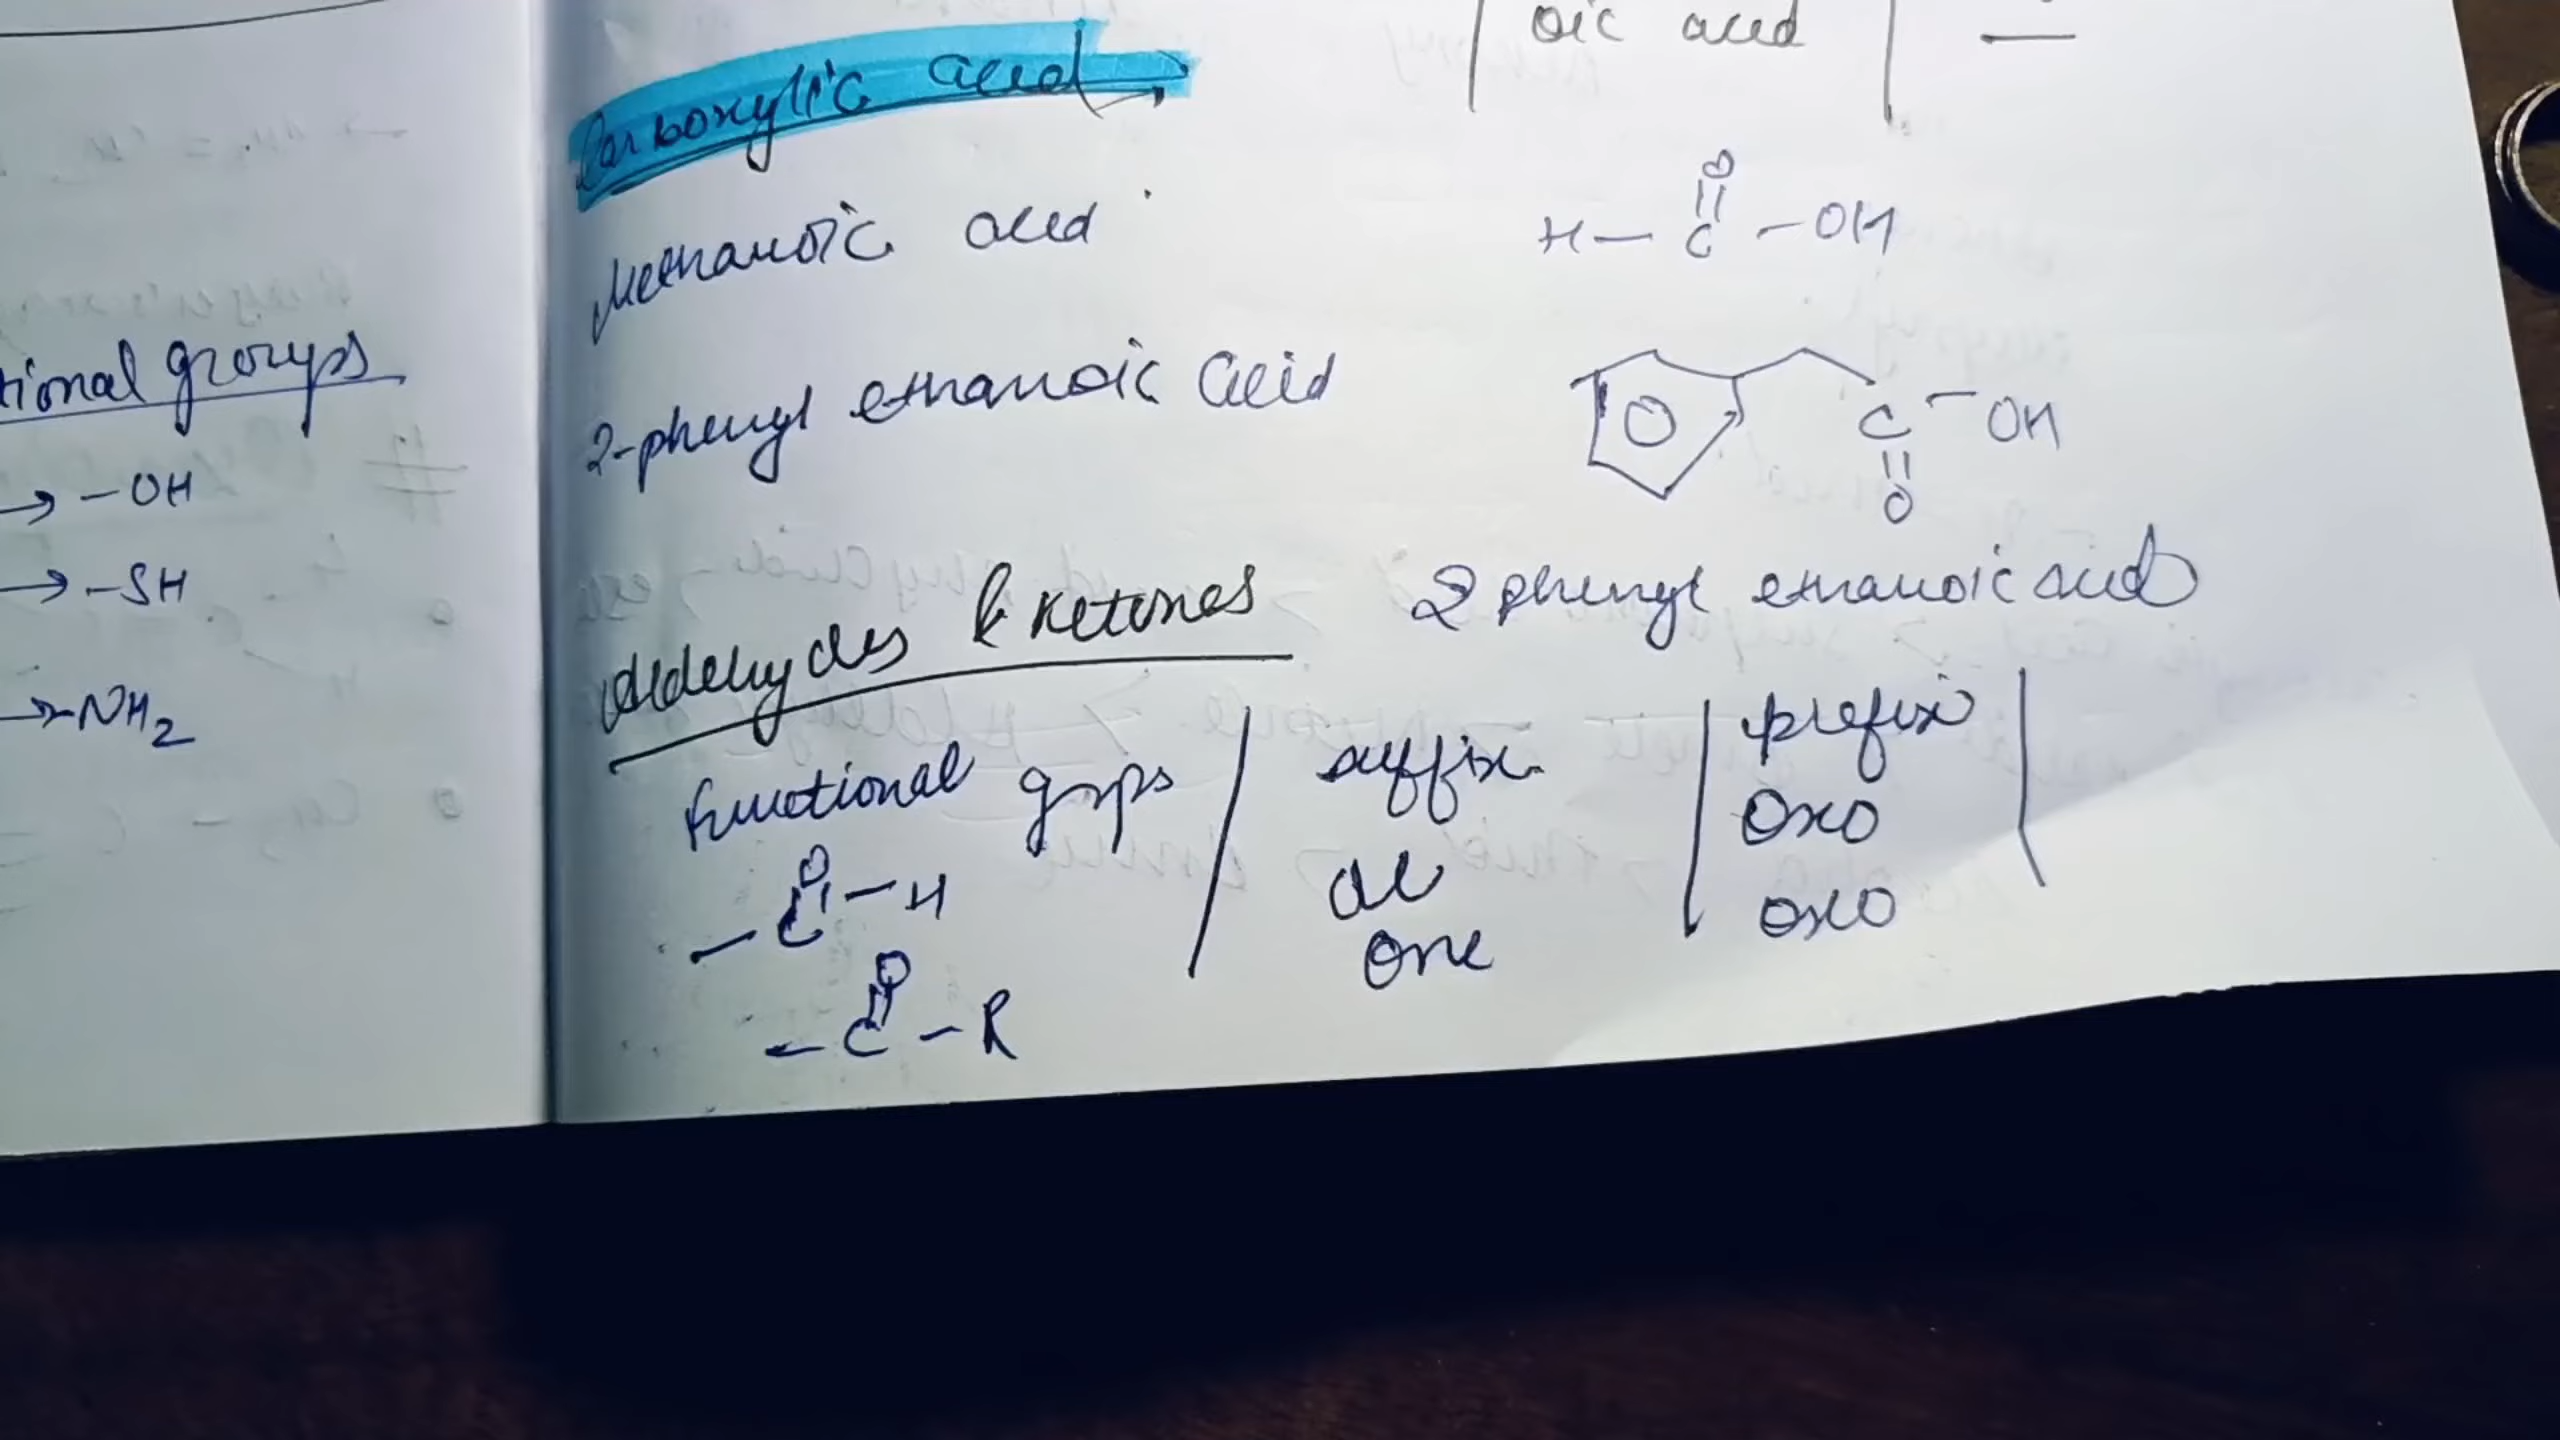 tional groups
→ -OH
→ -SH
→ -NH2
oic acid | —
Carboxylic acid →
Methanoic acid
H - C - OH
O
2-phenyl ethanoic acid
O
C - OH
O
2 phenyl ethanoic acid
Aldehydes & Ketones
functional grps | suffix | prefix |
O
- C - H
al
oxo
O
- C - R
one
oxo